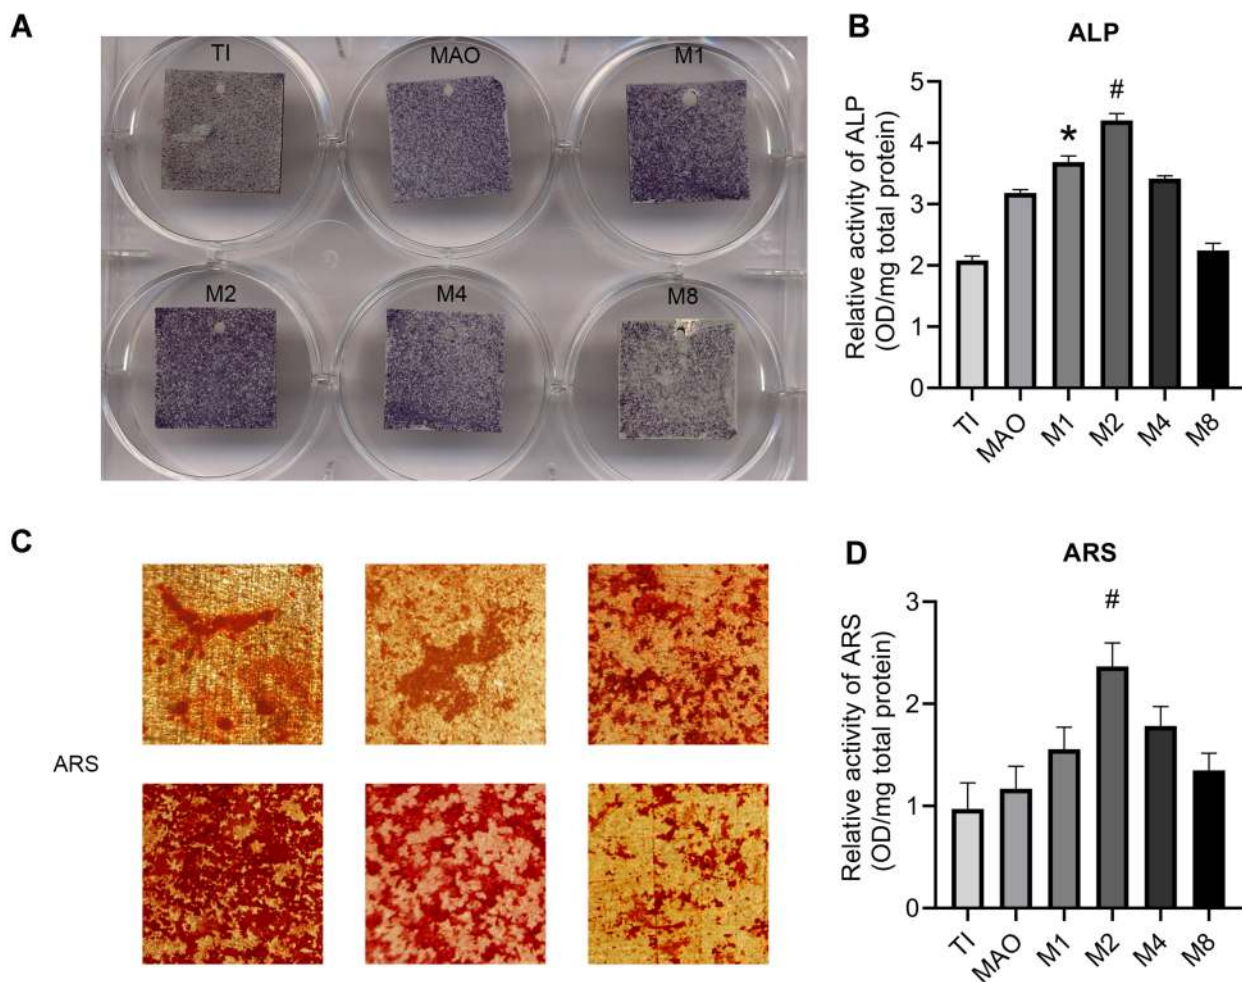 A
TI
MAO
M1
M2
M4
M8
B
ALP
Relative activity of ALP
(OD/mg total protein)
5
4
3
2
1
0
*
#
TI
MAO
M1
M2
M4
M8
C
ARS
D
ARS
Relative activity of ARS
(OD/mg total protein)
3
2
1
0
#
TI
MAO
M1
M2
M4
M8